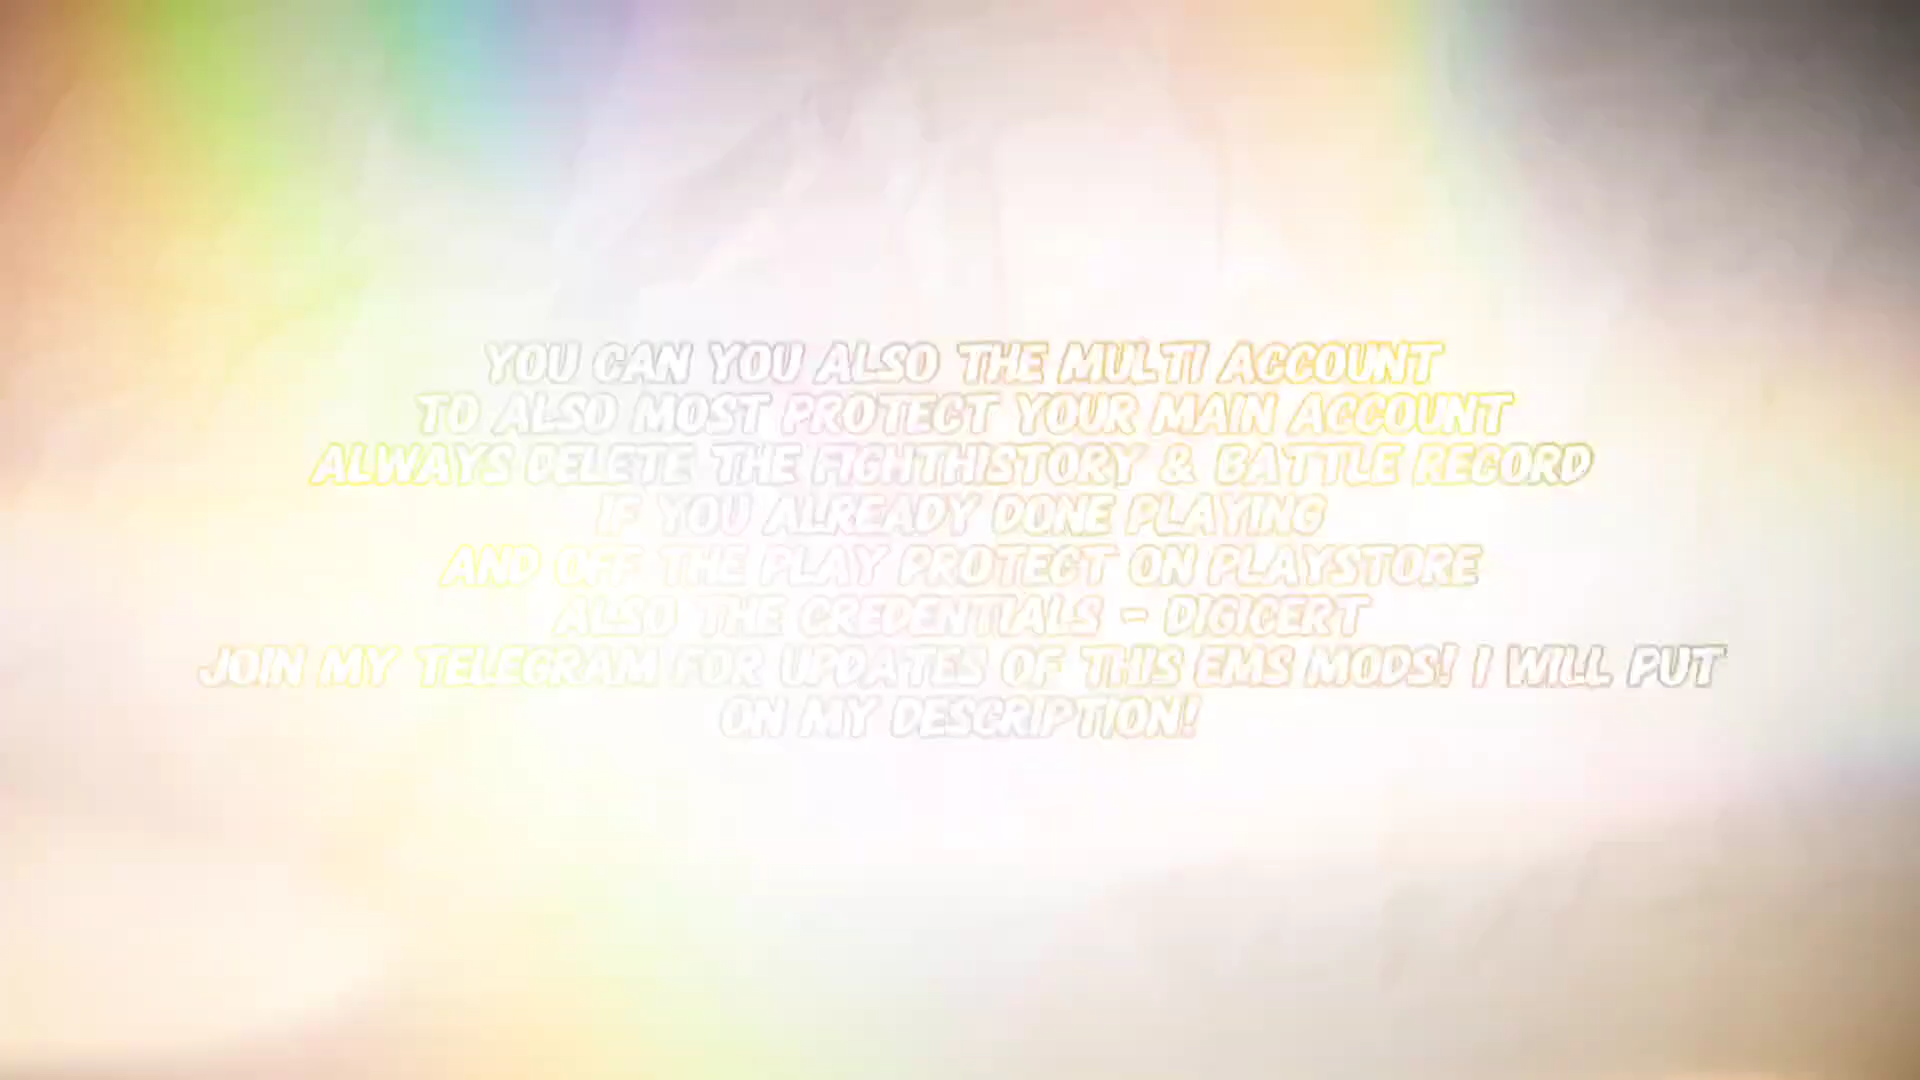 YOU CAN YOU ALSO THE MULTI ACCOUNT
TO ALSO MOST PROTECT YOUR MAIN ACCOUNT
ALWAYS DELETE THE FIGHTHISTORY & BATTLE RECORD
IF YOU ALREADY DONE PLAYING
AND OFF THE PLAY PROTECT ON PLAYSTORE
ALSO THE CREDENTIALS - DIGICERT
JOIN MY TELEGRAM FOR UPDATES OF THIS EMS MODS! I WILL PUT
ON MY DESCRIPTION!